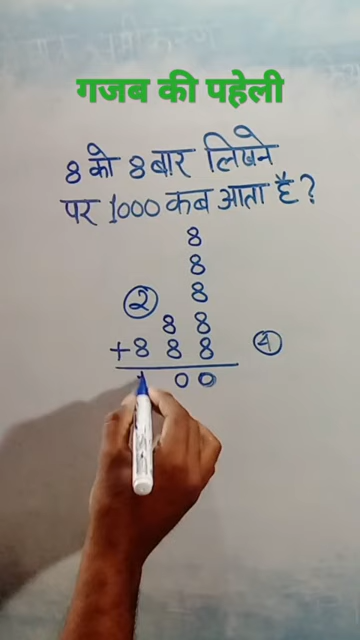 गजब की पहेली
8 को 8 बार लिखने
पर 1000 कब आता है?
8
8
8
② 8 8
+ 8 8 8 ④
0 0